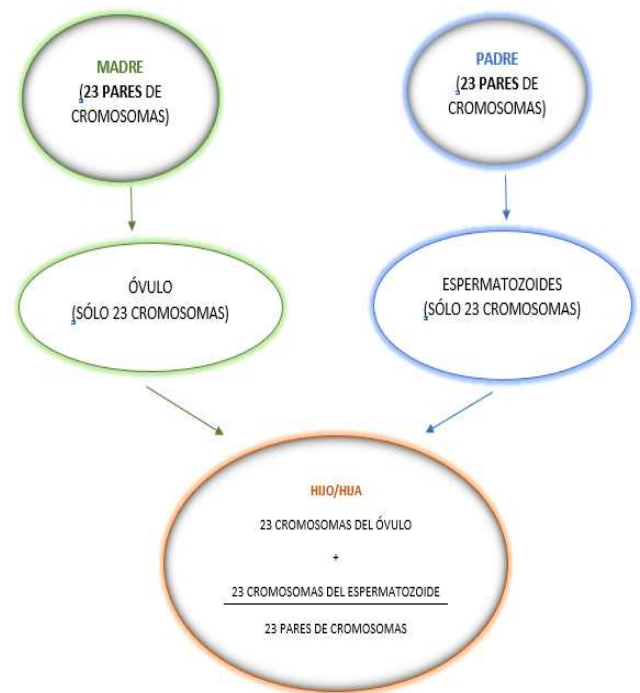 MADRE
(23 PARES DE
CROMOSOMAS)
PADRE
(23 PARES DE
CROMOSOMAS)
ÓVULO
(SÓLO 23 CROMOSOMAS)
ESPERMATOZOIDES
(SÓLO 23 CROMOSOMAS)
HIJO/HIJA
23 CROMOSOMAS DEL ÓVULO
+
23 CROMOSOMAS DEL ESPERMATOZOIDE
23 PARES DE CROMOSOMAS